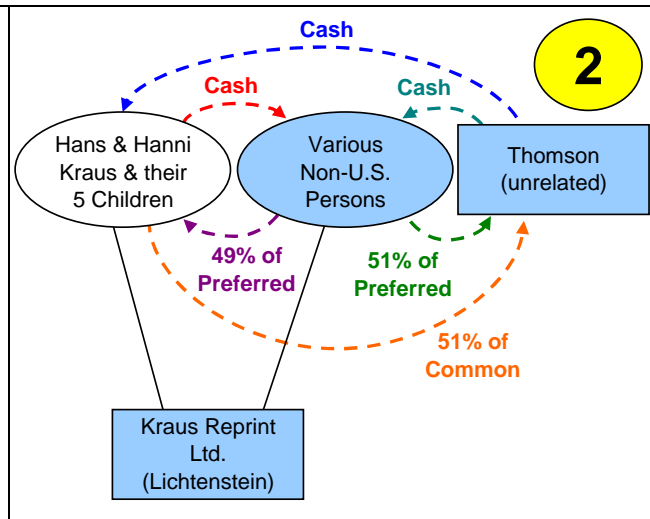 Cash
2
Cash
Cash
Hans & Hanni
Kraus & their
5 Children
Various
Non-U.S.
Persons
Thomson
(unrelated)
49% of
Preferred
51% of
Preferred
51% of
Common
Kraus Reprint
Ltd.
(Lichtenstein)